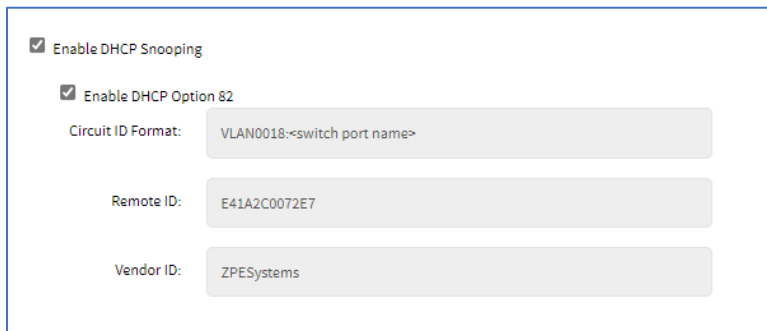 Enable DHCP Snooping
Enable DHCP Option 82
Circuit ID Format: VLAN0018:<switch port name>
Remote ID: E41A2C0072E7
Vendor ID: ZPESystems